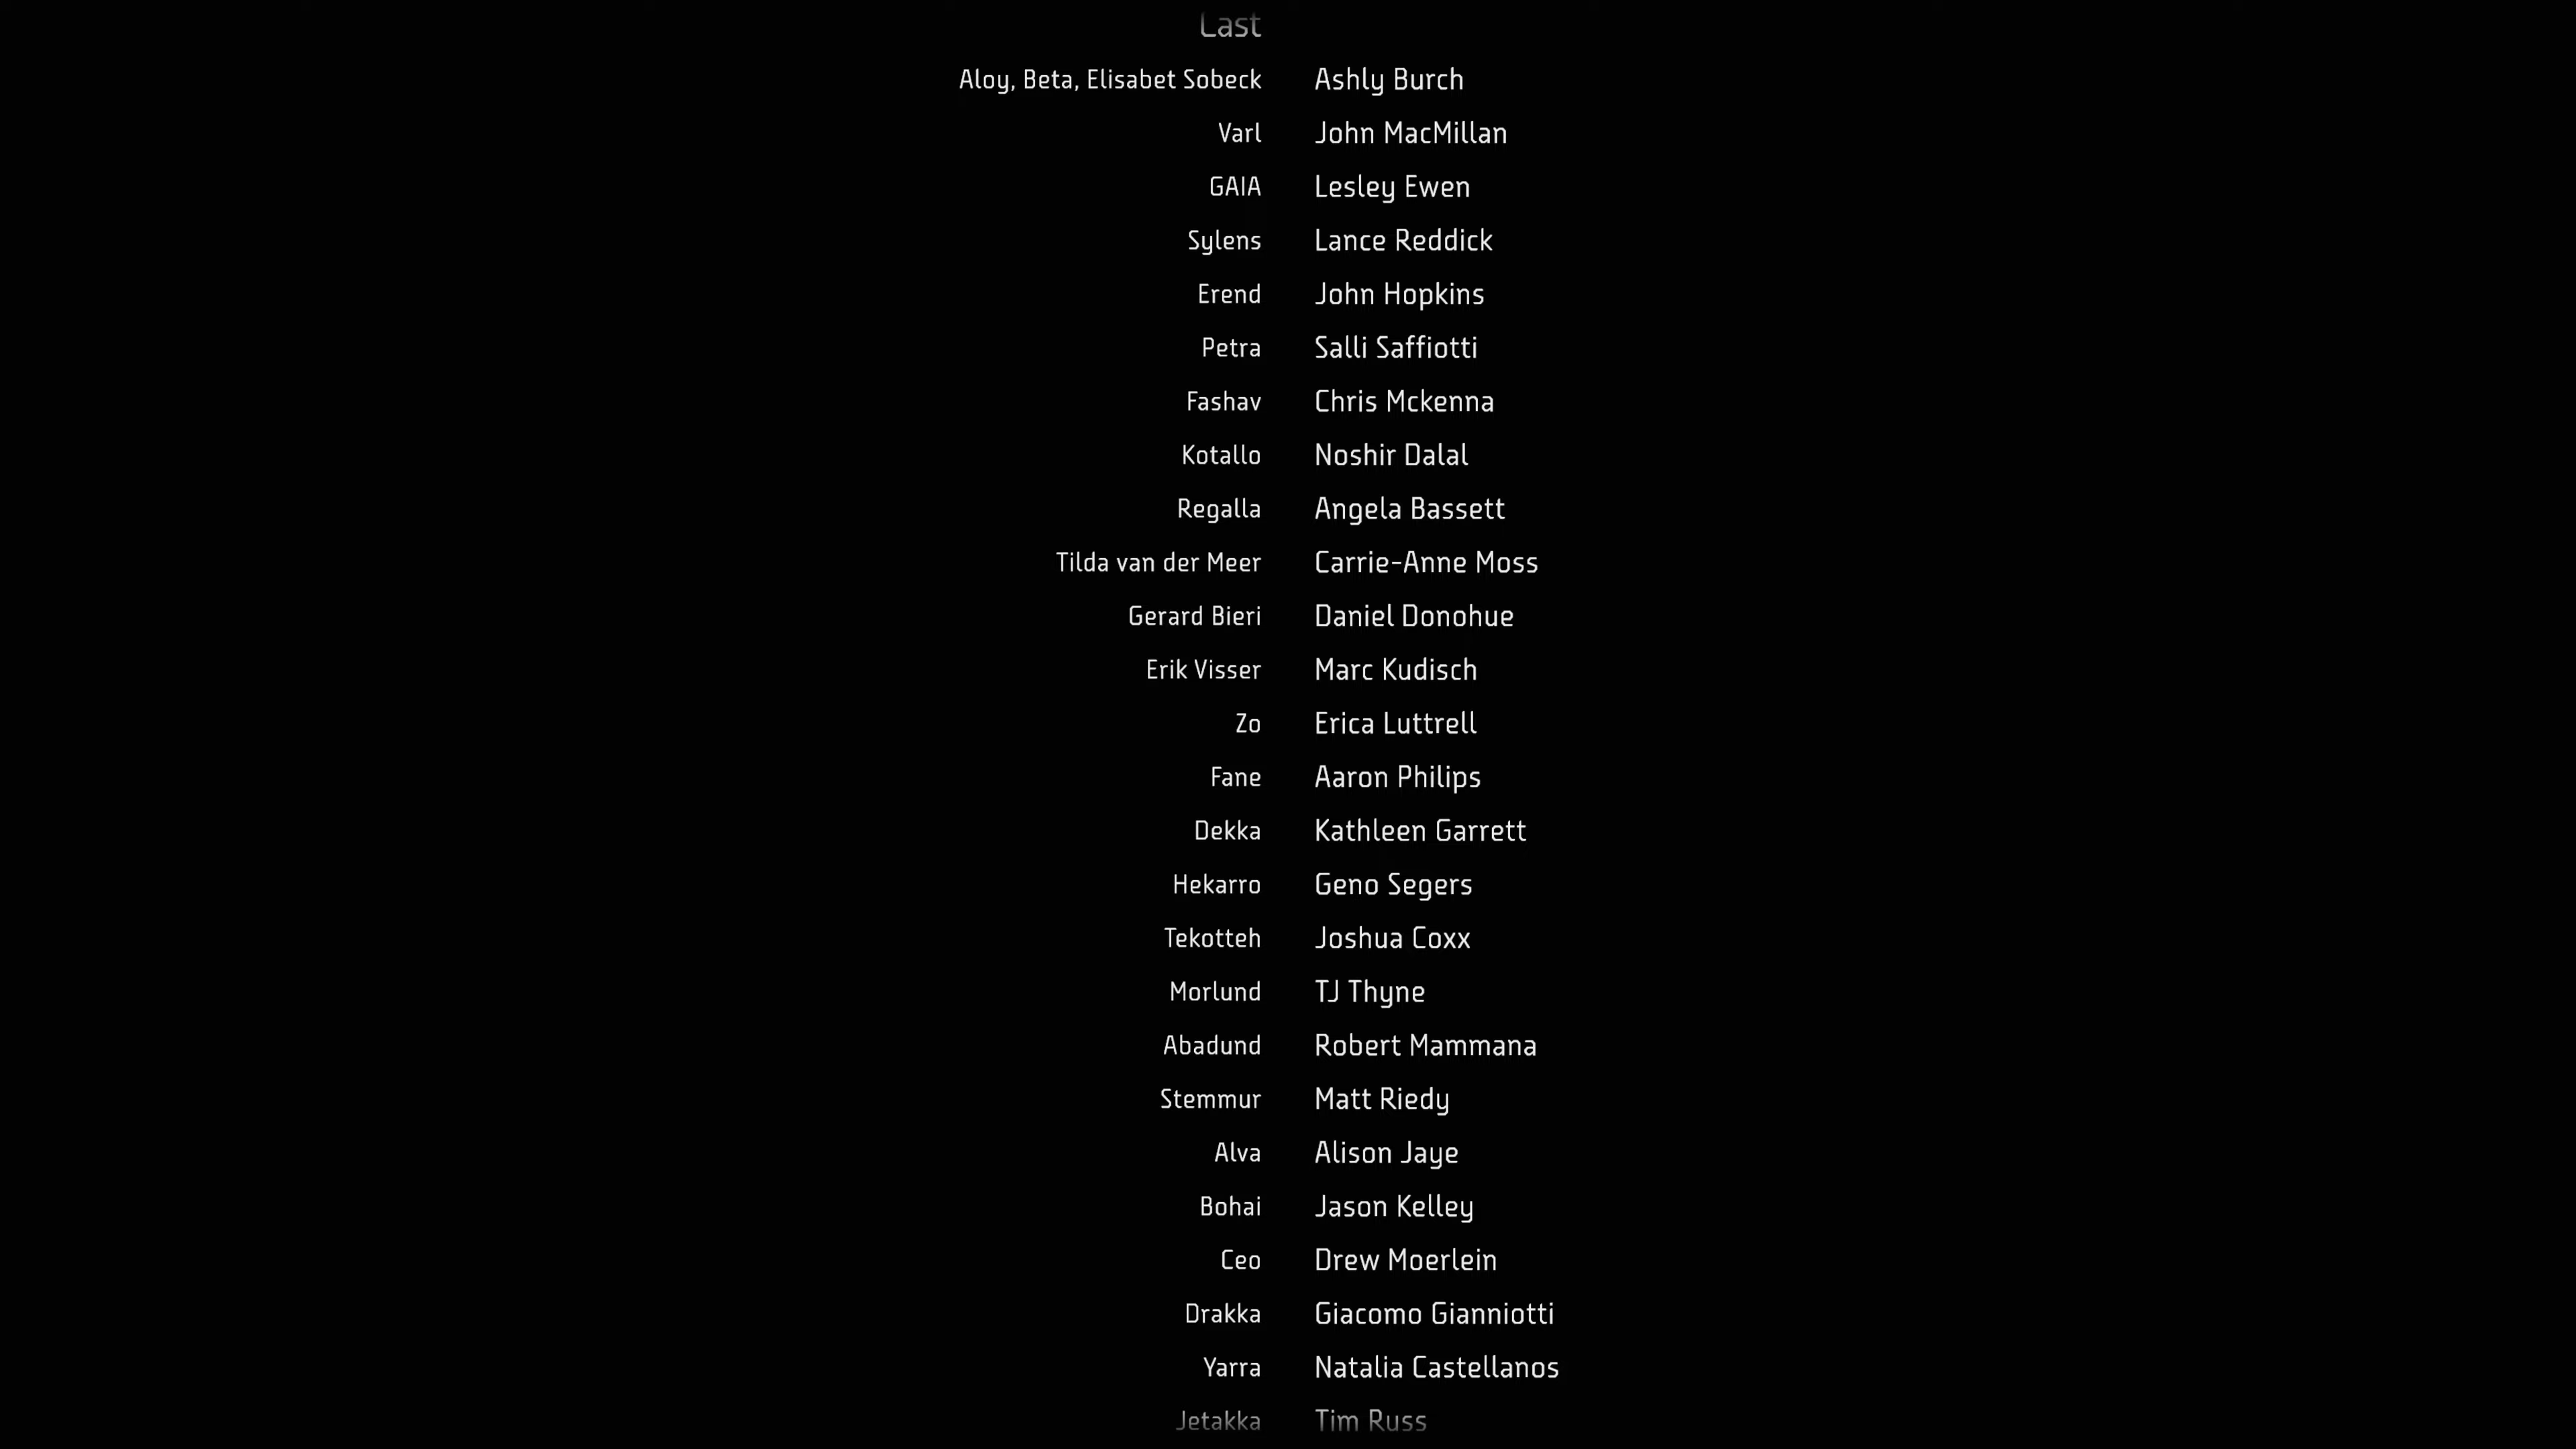 Cast
Aloy, Beta, Elisabet Sobeck Ashly Burch
Varl John MacMillan
GAIA Lesley Ewen
Sylens Lance Reddick
Erend John Hopkins
Petra Salli Saffiotti
Fashav Chris Mckenna
Kotallo Noshir Dalal
Regalla Angela Bassett
Tilda van der Meer Carrie-Anne Moss
Gerard Bieri Daniel Donohue
Erik Visser Marc Kudisch
Zo Erica Luttrell
Fane Aaron Philips
Dekka Kathleen Garrett
Hekarro Geno Segers
Tekotteh Joshua Coxx
Morlund TJ Thyne
Abadund Robert Mammana
Stemmur Matt Riedy
Alva Alison Jaye
Bohai Jason Kelley
Ceo Drew Moerlein
Drakka Giacomo Gianniotti
Yarra Natalia Castellanos
Jetakka Tim Russ